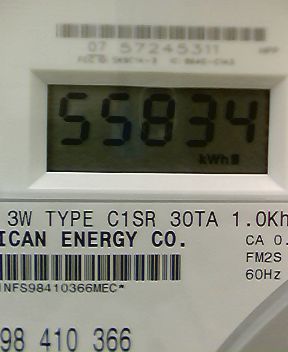 07 57245311
55834
kWh
3W TYPE C1SR 30TA 1.0Kh
ICAN ENERGY CO.
CA 0.
FM2S
60Hz
INFS98410366MEC*
98 410 366